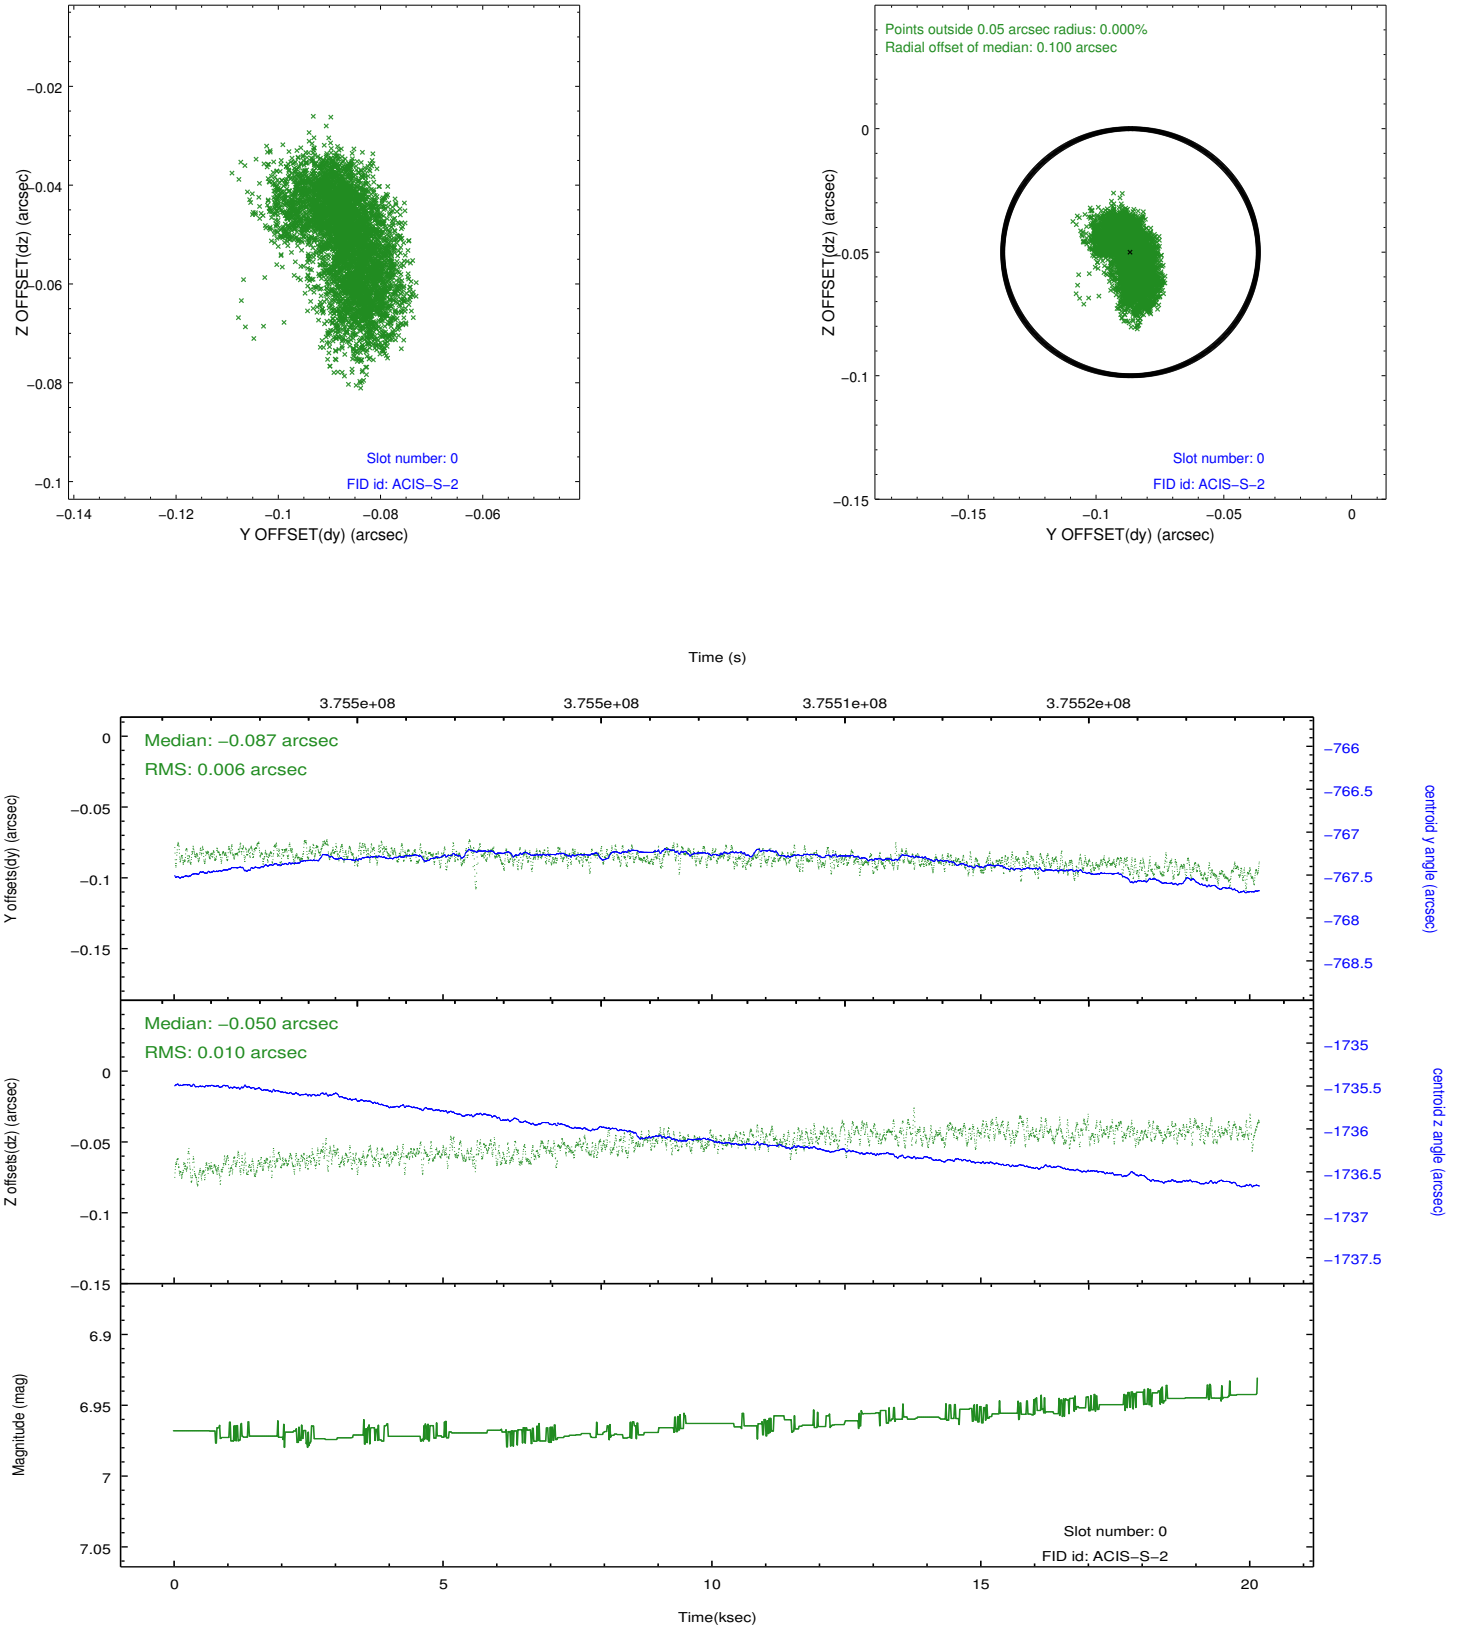 −0.02
−0.04
−0.06
−0.08
−0.1
Z OFFSET(dz) (arcsec)
Slot number: 0
FID id: ACIS−S−2
−0.14
−0.12
−0.1
−0.08
−0.06
Y OFFSET(dy) (arcsec)
Points outside 0.05 arcsec radius: 0.000%
Radial offset of median: 0.100 arcsec
0
−0.05
−0.1
−0.15
Z OFFSET(dz) (arcsec)
Slot number: 0
FID id: ACIS−S−2
−0.15
−0.1
−0.05
0
Y OFFSET(dy) (arcsec)
Time (s)
3.755e+08
3.755e+08
3.7551e+08
3.7552e+08
Median: −0.087 arcsec
RMS: 0.006 arcsec
0
−0.05
−0.1
−0.15
Y offsets(dy) (arcsec)
−766
−766.5
−767
−767.5
−768
−768.5
centroid y angle (arcsec)
Median: −0.050 arcsec
RMS: 0.010 arcsec
0
−0.05
−0.1
−0.15
Z offsets(dz) (arcsec)
−1735
−1735.5
−1736
−1736.5
−1737
−1737.5
centroid z angle (arcsec)
6.9
6.95
7
7.05
Magnitude (mag)
Slot number: 0
FID id: ACIS−S−2
0
5
10
15
20
Time(ksec)